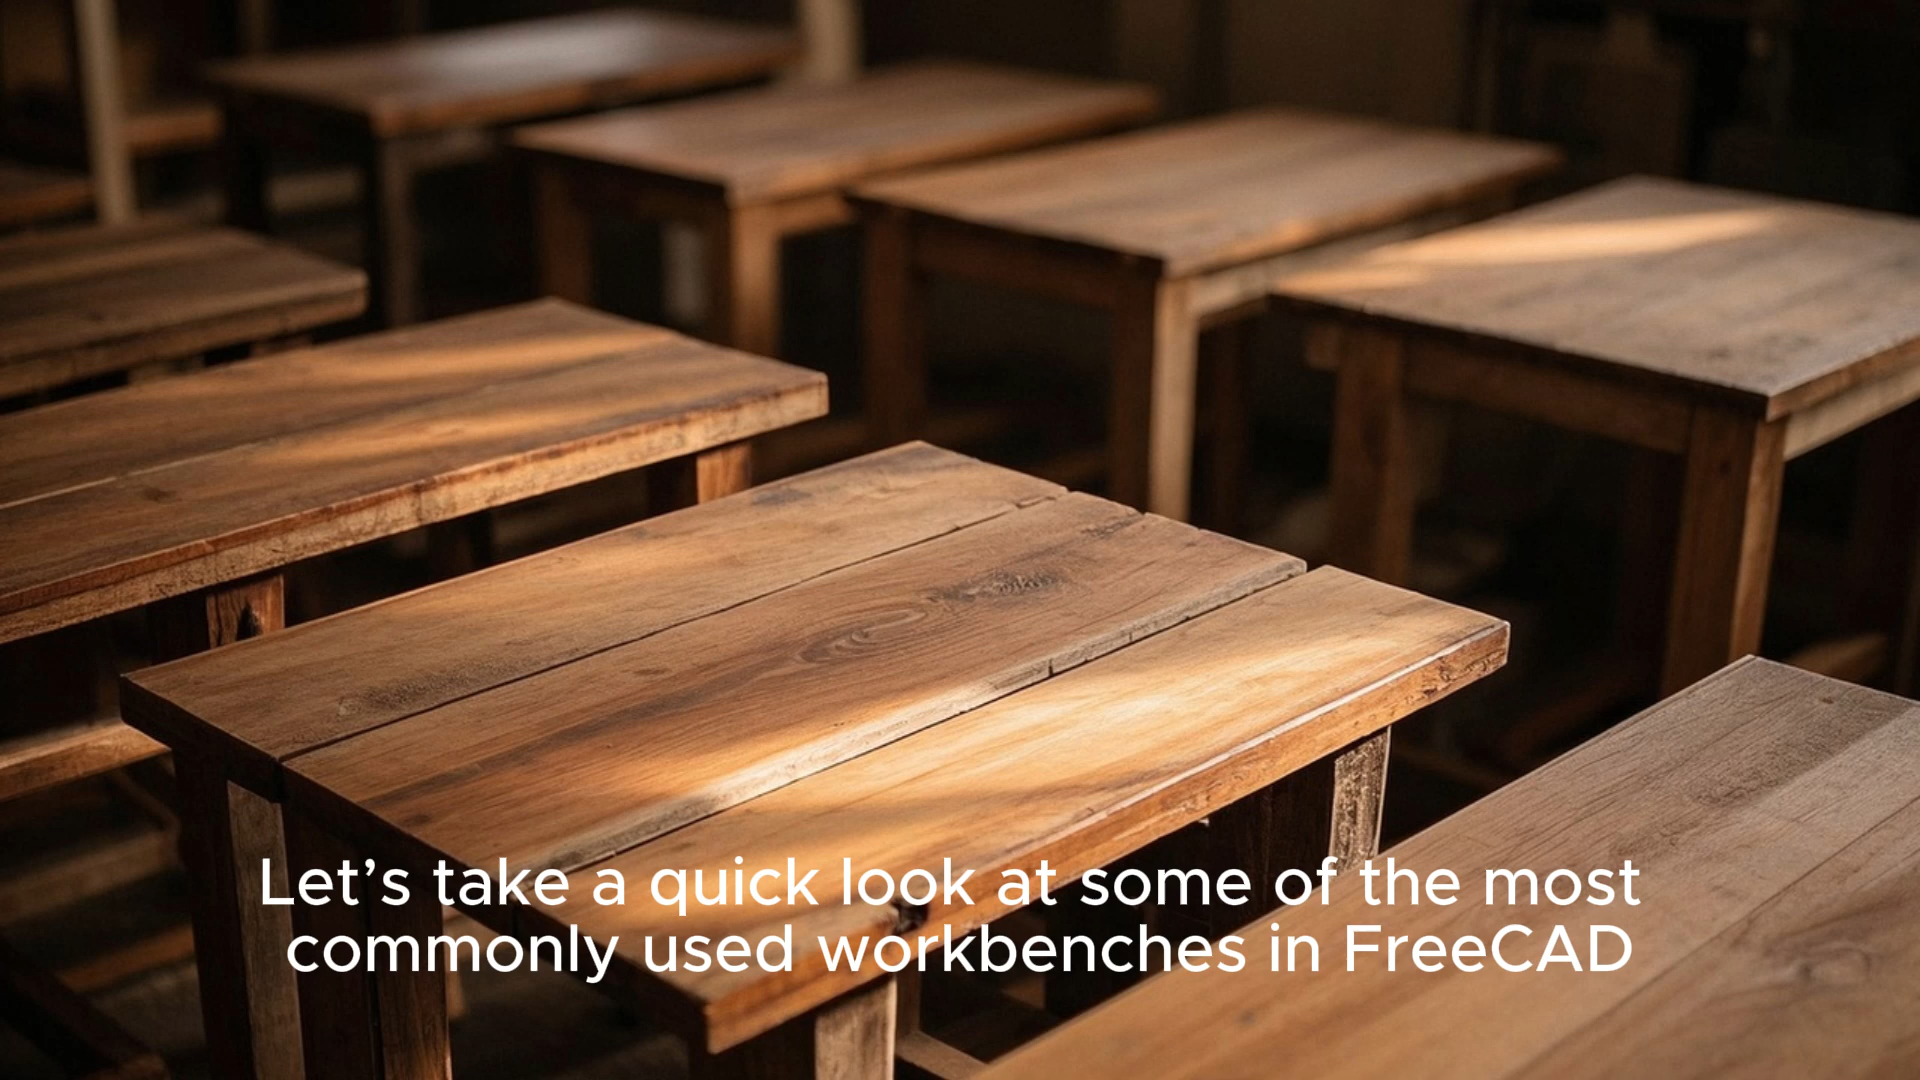 Let’s take a quick look at some of the most
commonly used workbenches in FreeCAD